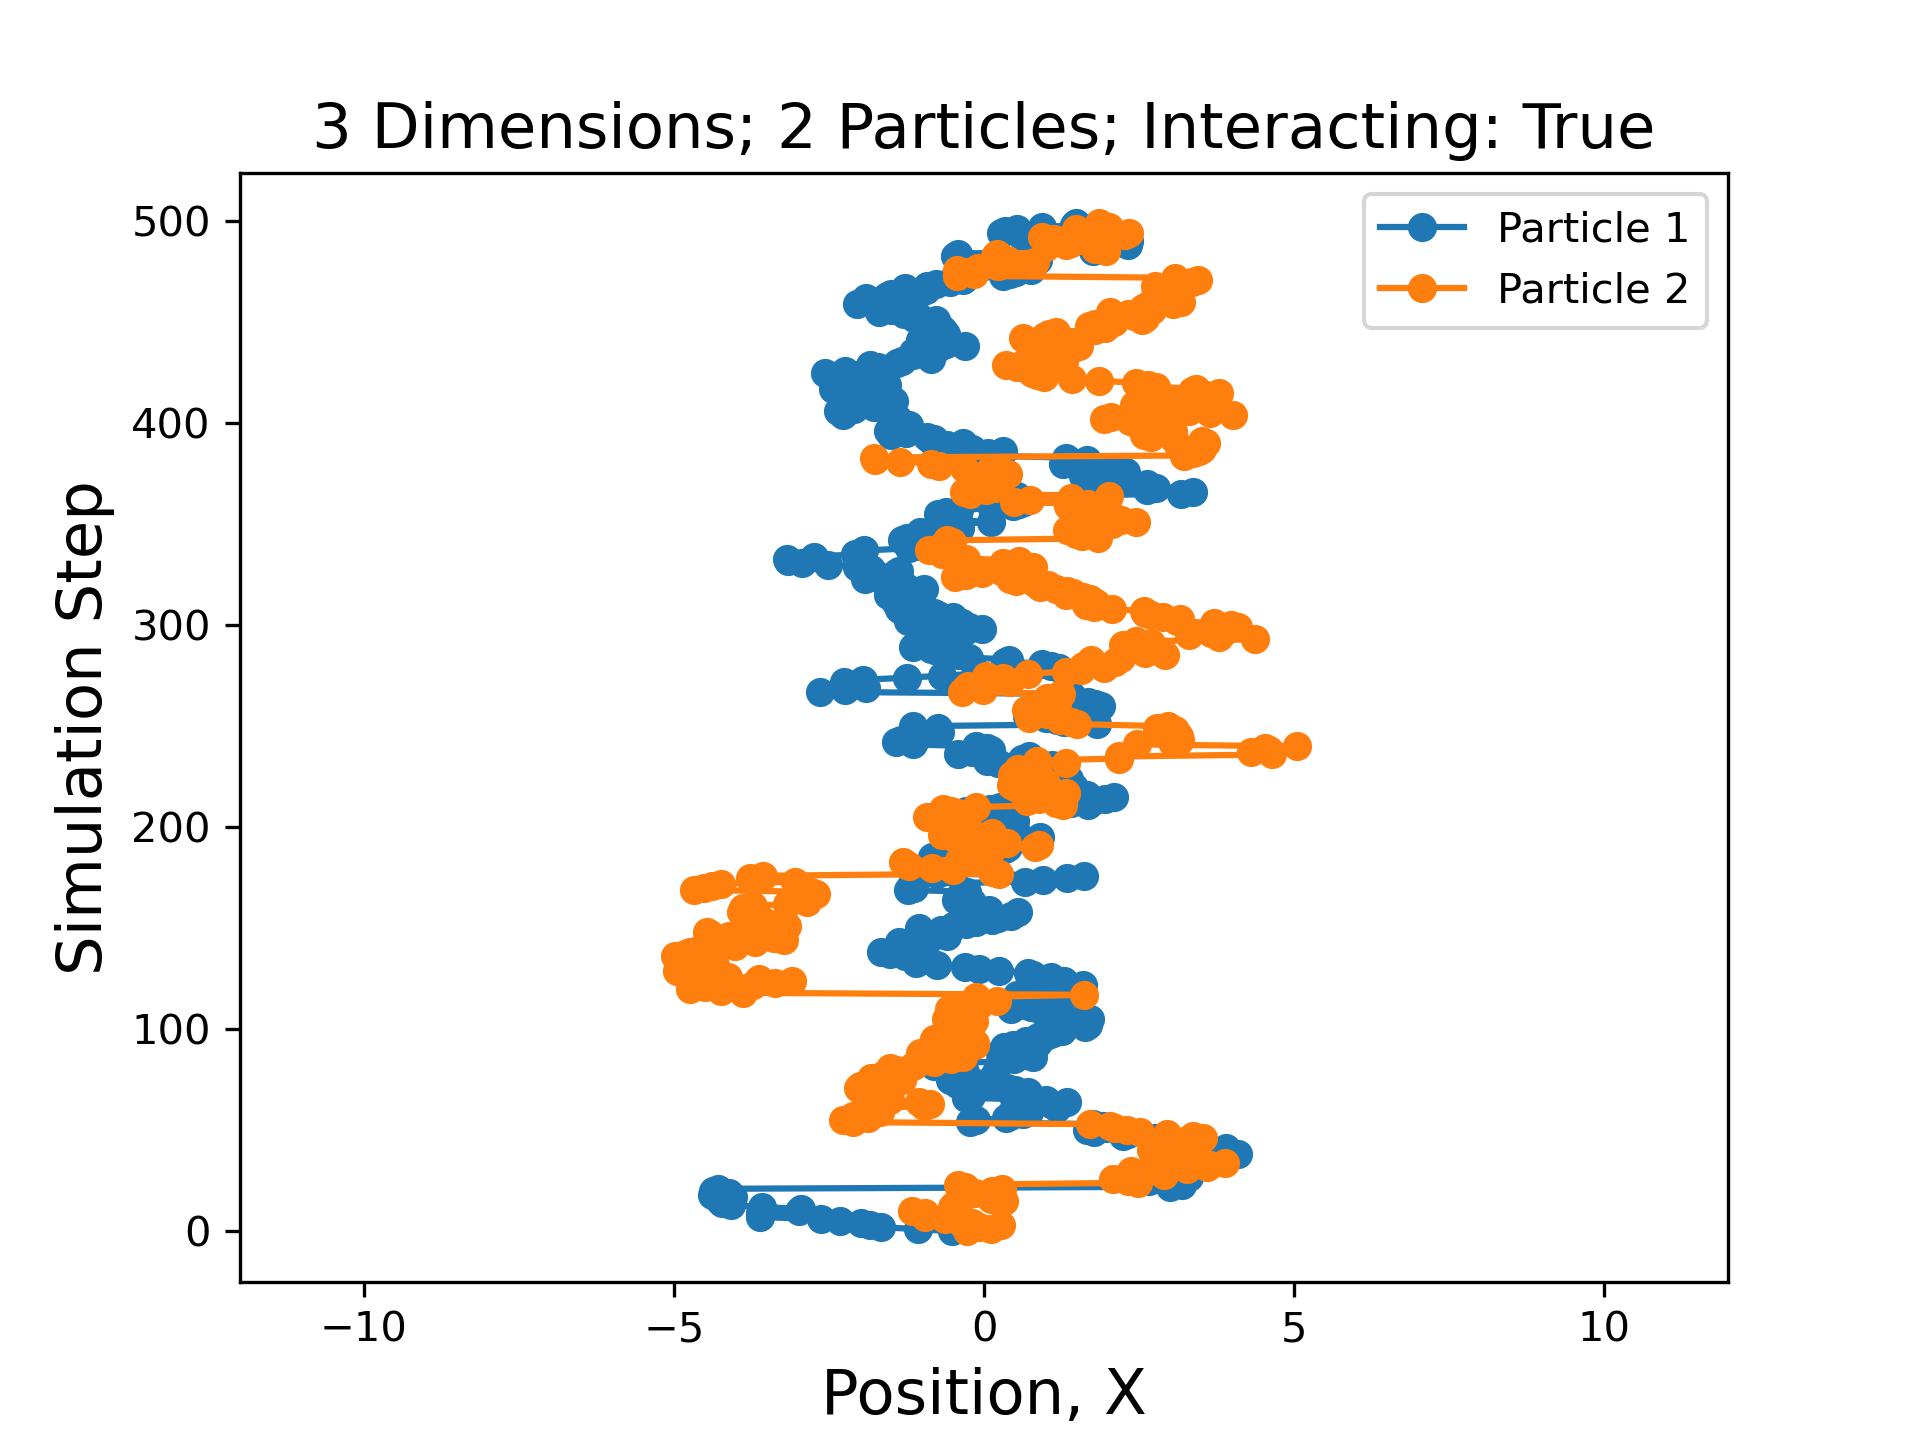 3 Dimensions; 2 Particles; Interacting: True
Particle 1
Particle 2
500
400
300
200
100
0
Simulation Step
−10
−5
0
5
10
Position, X